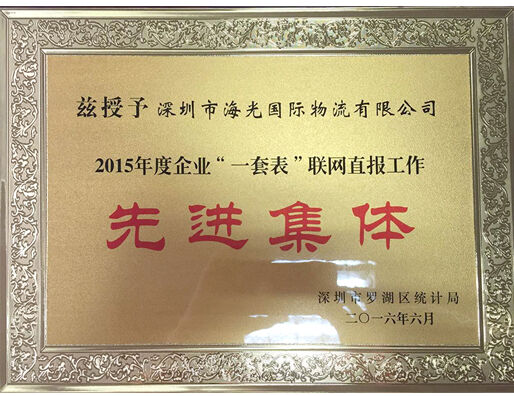 兹授予 深圳市海光国际物流有限公司
2015年度企业“一套表”联网直报工作
先进集体
深圳市罗湖区统计局
二〇一六年六月